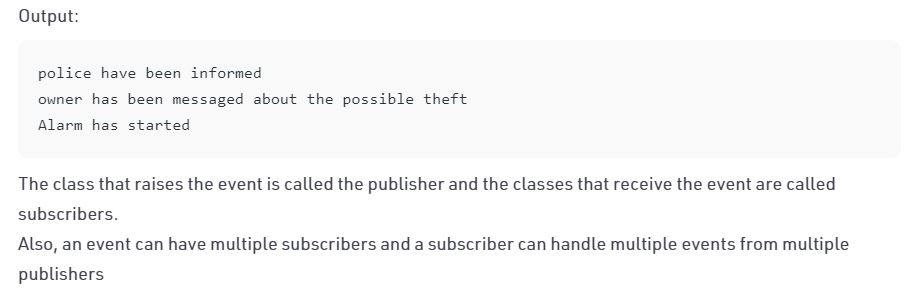 Output:
police have been informed
owner has been messaged about the possible theft
Alarm has started
The class that raises the event is called the publisher and the classes that receive the event are called
subscribers.
Also, an event can have multiple subscribers and a subscriber can handle multiple events from multiple
publishers